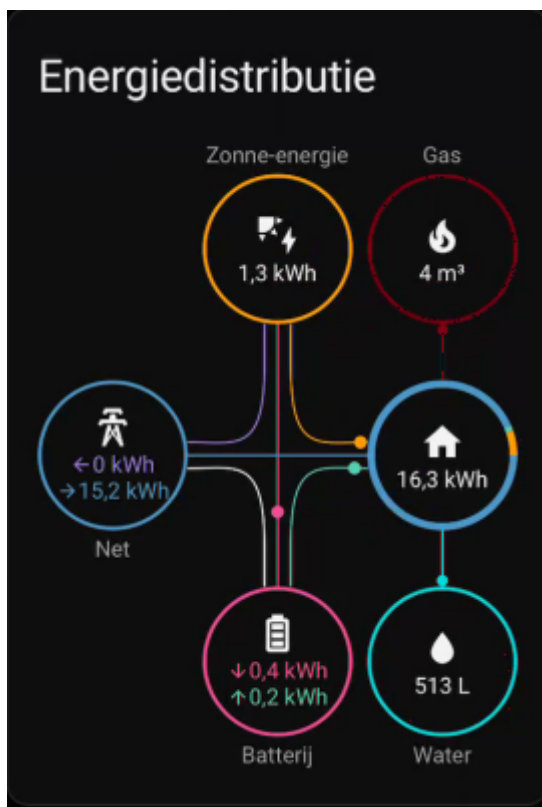 Energiedistributie
Zonne-energie Gas
1,3 kWh 4 m³
←0 kWh
→15,2 kWh
16,3 kWh
Net
↓0,4 kWh
↑0,2 kWh
513 L
Batterij Water